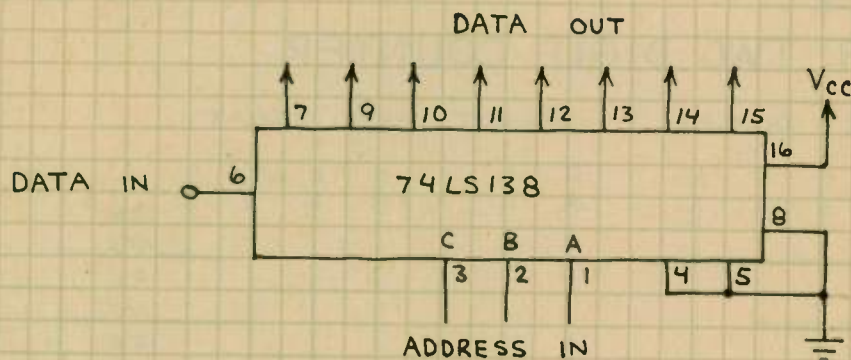 DATA OUT
7 9 10 11 12 13 14 15 Vcc
16
DATA IN 6 74LS138
8
C B A
3 2 1 4 5
ADDRESS IN